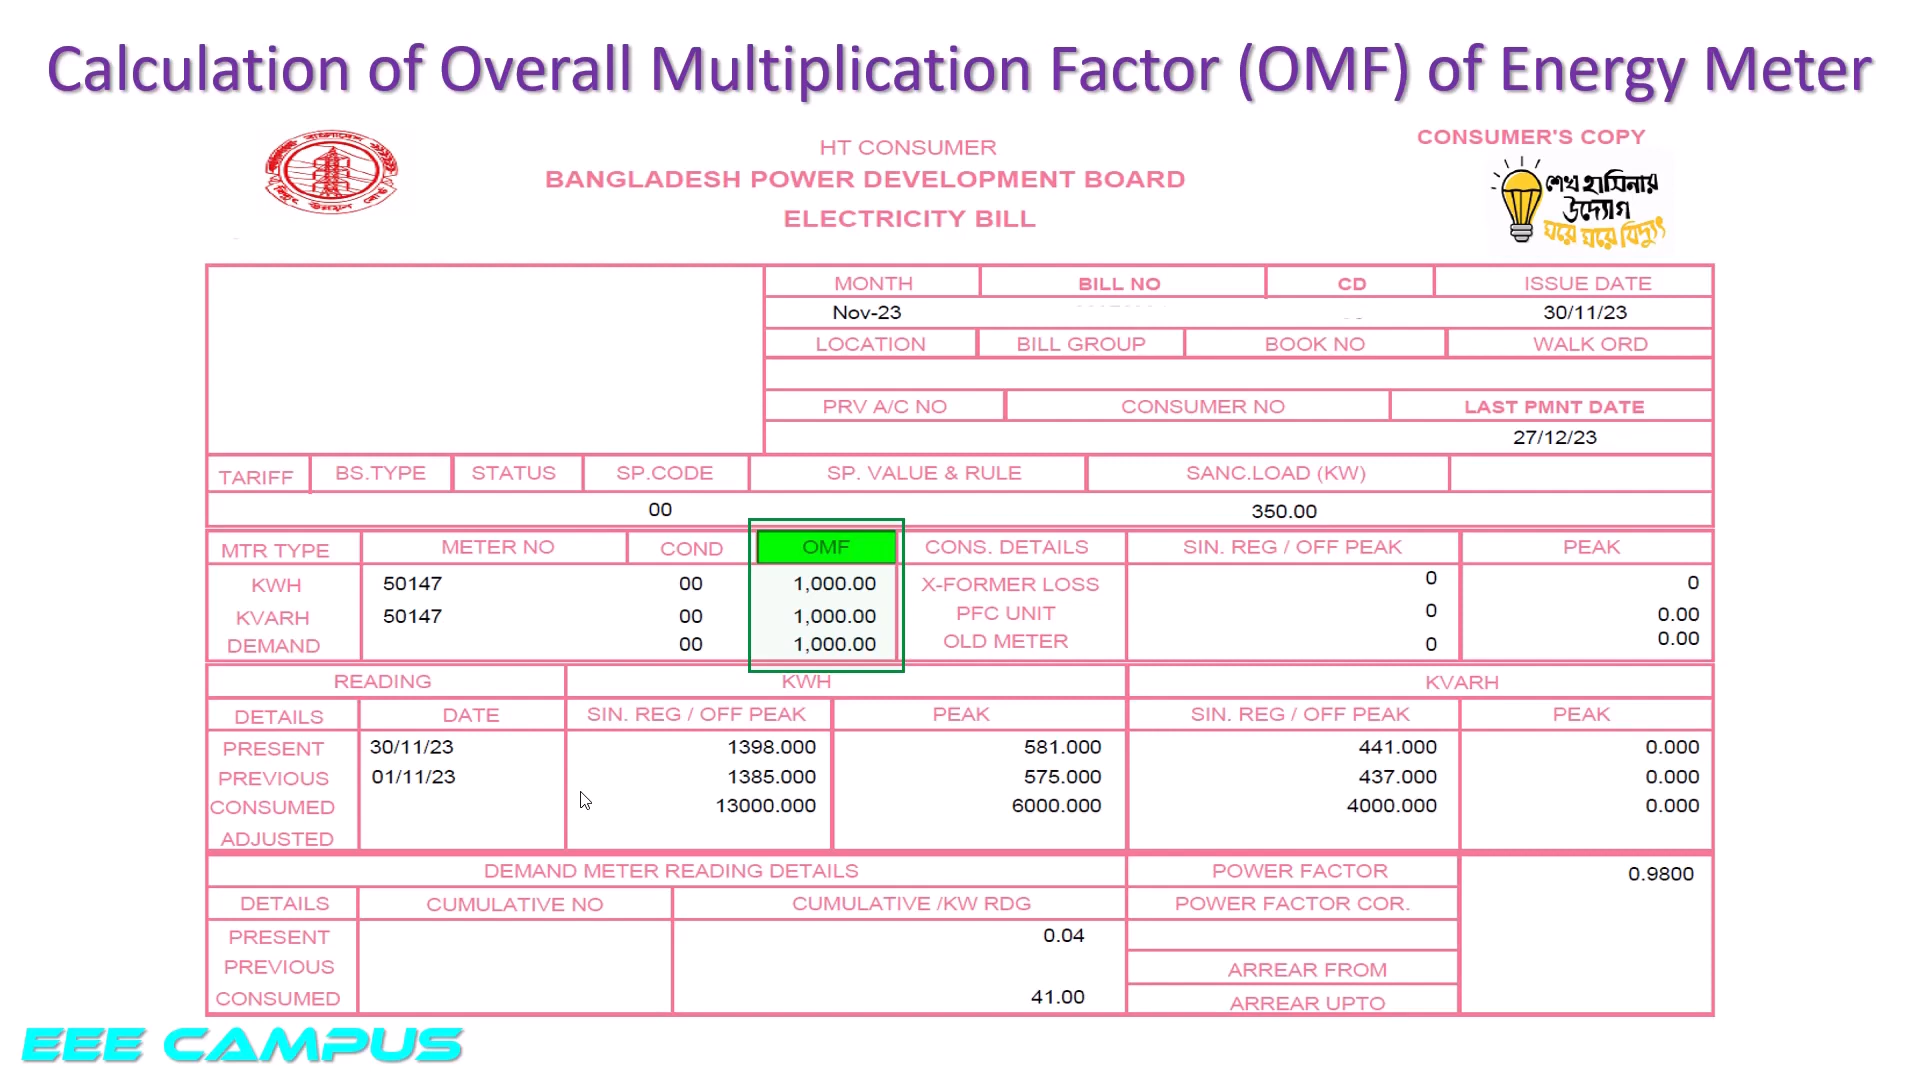 Calculation of Overall Multiplication Factor (OMF) of Energy Meter
CONSUMER'S COPY
HT CONSUMER
BANGLADESH POWER DEVELOPMENT BOARD
ELECTRICITY BILL
শেখ হাসিনার
উদ্যোগ
ঘরে ঘরে বিদ্যুৎ
MONTH BILL NO CD ISSUE DATE
Nov-23 30/11/23
LOCATION BILL GROUP BOOK NO WALK ORD
PRV A/C NO CONSUMER NO LAST PMNT DATE
27/12/23
TARIFF BS.TYPE STATUS SP.CODE SP. VALUE & RULE SANC.LOAD (KW)
00 350.00
MTR TYPE METER NO COND OMF CONS. DETAILS SIN. REG / OFF PEAK PEAK
KWH 50147 00 1,000.00 X-FORMER LOSS 0 0
KVARH 50147 00 1,000.00 PFC UNIT 0 0.00
DEMAND 00 1,000.00 OLD METER 0 0.00
READING KWH KVARH
DETAILS DATE SIN. REG / OFF PEAK PEAK SIN. REG / OFF PEAK PEAK
PRESENT 30/11/23 1398.000 581.000 441.000 0.000
PREVIOUS 01/11/23 1385.000 575.000 437.000 0.000
CONSUMED 13000.000 6000.000 4000.000 0.000
ADJUSTED
DEMAND METER READING DETAILS POWER FACTOR 0.9800
DETAILS CUMULATIVE NO CUMULATIVE /KW RDG POWER FACTOR COR.
PRESENT 0.04
PREVIOUS ARREAR FROM
CONSUMED 41.00 ARREAR UPTO
EEE CAMPUS